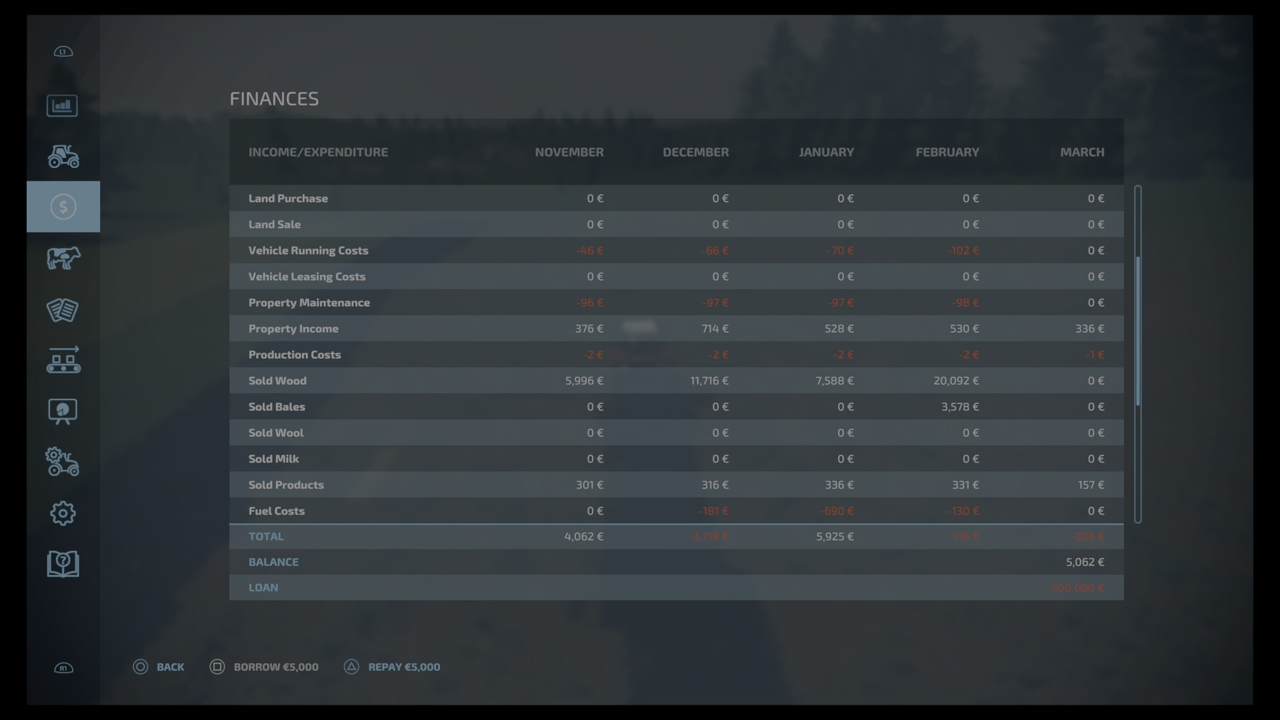 L1
FINANCES
INCOME/EXPENDITURE NOVEMBER DECEMBER JANUARY FEBRUARY MARCH
Land Purchase 0 € 0 € 0 € 0 € 0 €
Land Sale 0 € 0 € 0 € 0 € 0 €
Vehicle Running Costs -46 € -66 € -70 € -102 € 0 €
Vehicle Leasing Costs 0 € 0 € 0 € 0 € 0 €
Property Maintenance -96 € -97 € -97 € -98 € 0 €
Property Income 376 € 714 € 528 € 530 € 336 €
Production Costs -2 € -2 € -2 € -2 € -1 €
Sold Wood 5,996 € 11,716 € 7,588 € 20,092 € 0 €
Sold Bales 0 € 0 € 0 € 3,578 € 0 €
Sold Wool 0 € 0 € 0 € 0 € 0 €
Sold Milk 0 € 0 € 0 € 0 € 0 €
Sold Products 301 € 316 € 336 € 331 € 157 €
Fuel Costs 0 € -181 € -690 € -130 € 0 €
TOTAL 4,062 € 5,925 €
BALANCE 5,062 €
LOAN
R1 BACK BORROW €5,000 REPAY €5,000